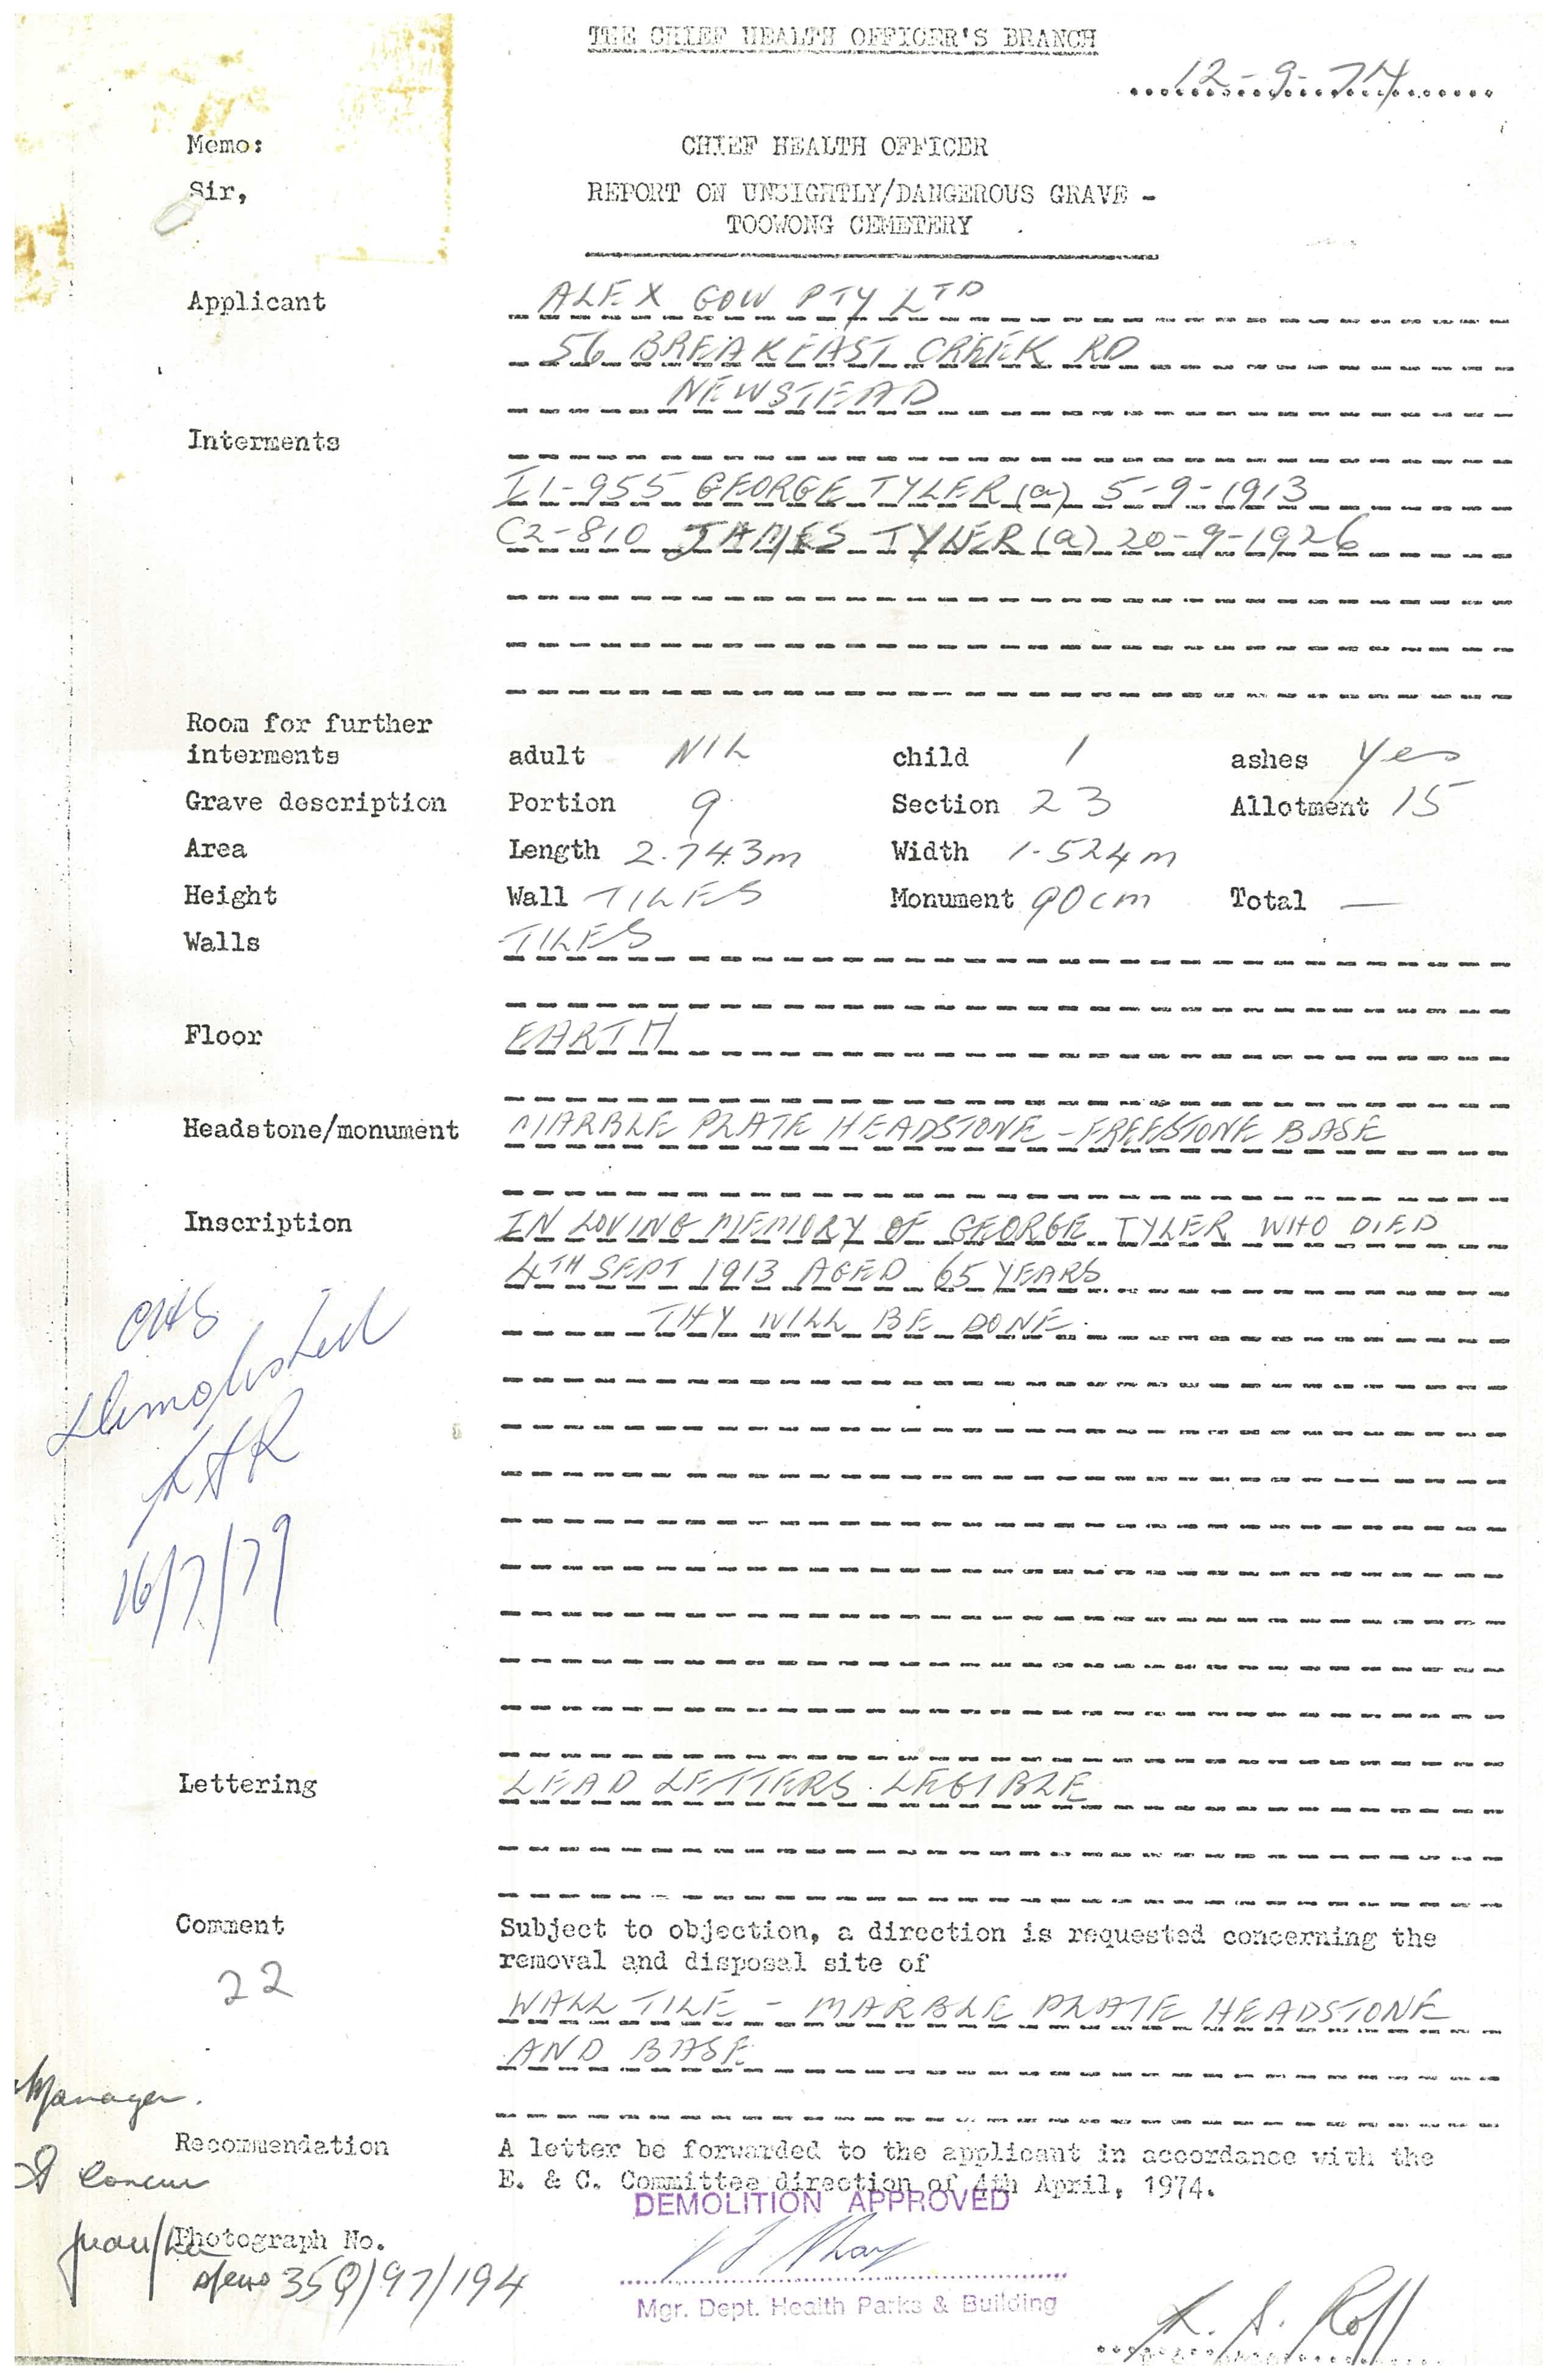 THE CHIEF HEALTH OFFICER'S BRANCH
12-9-74
Memo:
CHIEF HEALTH OFFICER
Sir,
REPORT ON UNSIGHTLY/DANGEROUS GRAVE -
TOOWONG CEMETERY
Applicant ALEX GOW PTY LTD
56 BREAKFAST CREEK RD
NEWSTEAD
Interments
I1-955 GEORGE TYLER (a) 5-9-1913
C2-810 JAMES TYLER (a) 20-9-1926
Room for further
interments adult NIL child 1 ashes Yes
Grave description Portion 9 Section 23 Allotment 15
Area Length 2.743m Width 1.524m
Height Wall TILES Monument 90cm Total —
Walls TILES
Floor EARTH
Headstone/monument MARBLE PLATE HEADSTONE - FREESTONE BASE
Inscription IN LOVING MEMORY OF GEORGE TYLER WHO DIED
4TH SEPT 1913 AGED 65 YEARS
THY WILL BE DONE.
CHS
Demolished
KAR
16/7/79
Lettering LEAD LETTERS. LEGIBLE
Comment Subject to objection, a direction is requested concerning the
removal and disposal site of
22
WALL TILE - MARBLE PLATE HEADSTONE
AND BASE
Manager.
Recommendation A letter be forwarded to the applicant in accordance with the
E. & C. Committee direction of 4th April, 1974.
I Concur
DEMOLITION APPROVED
Photograph No.
35Q/97/194
Mgr. Dept. Health Parks & Building
K. A. Roff